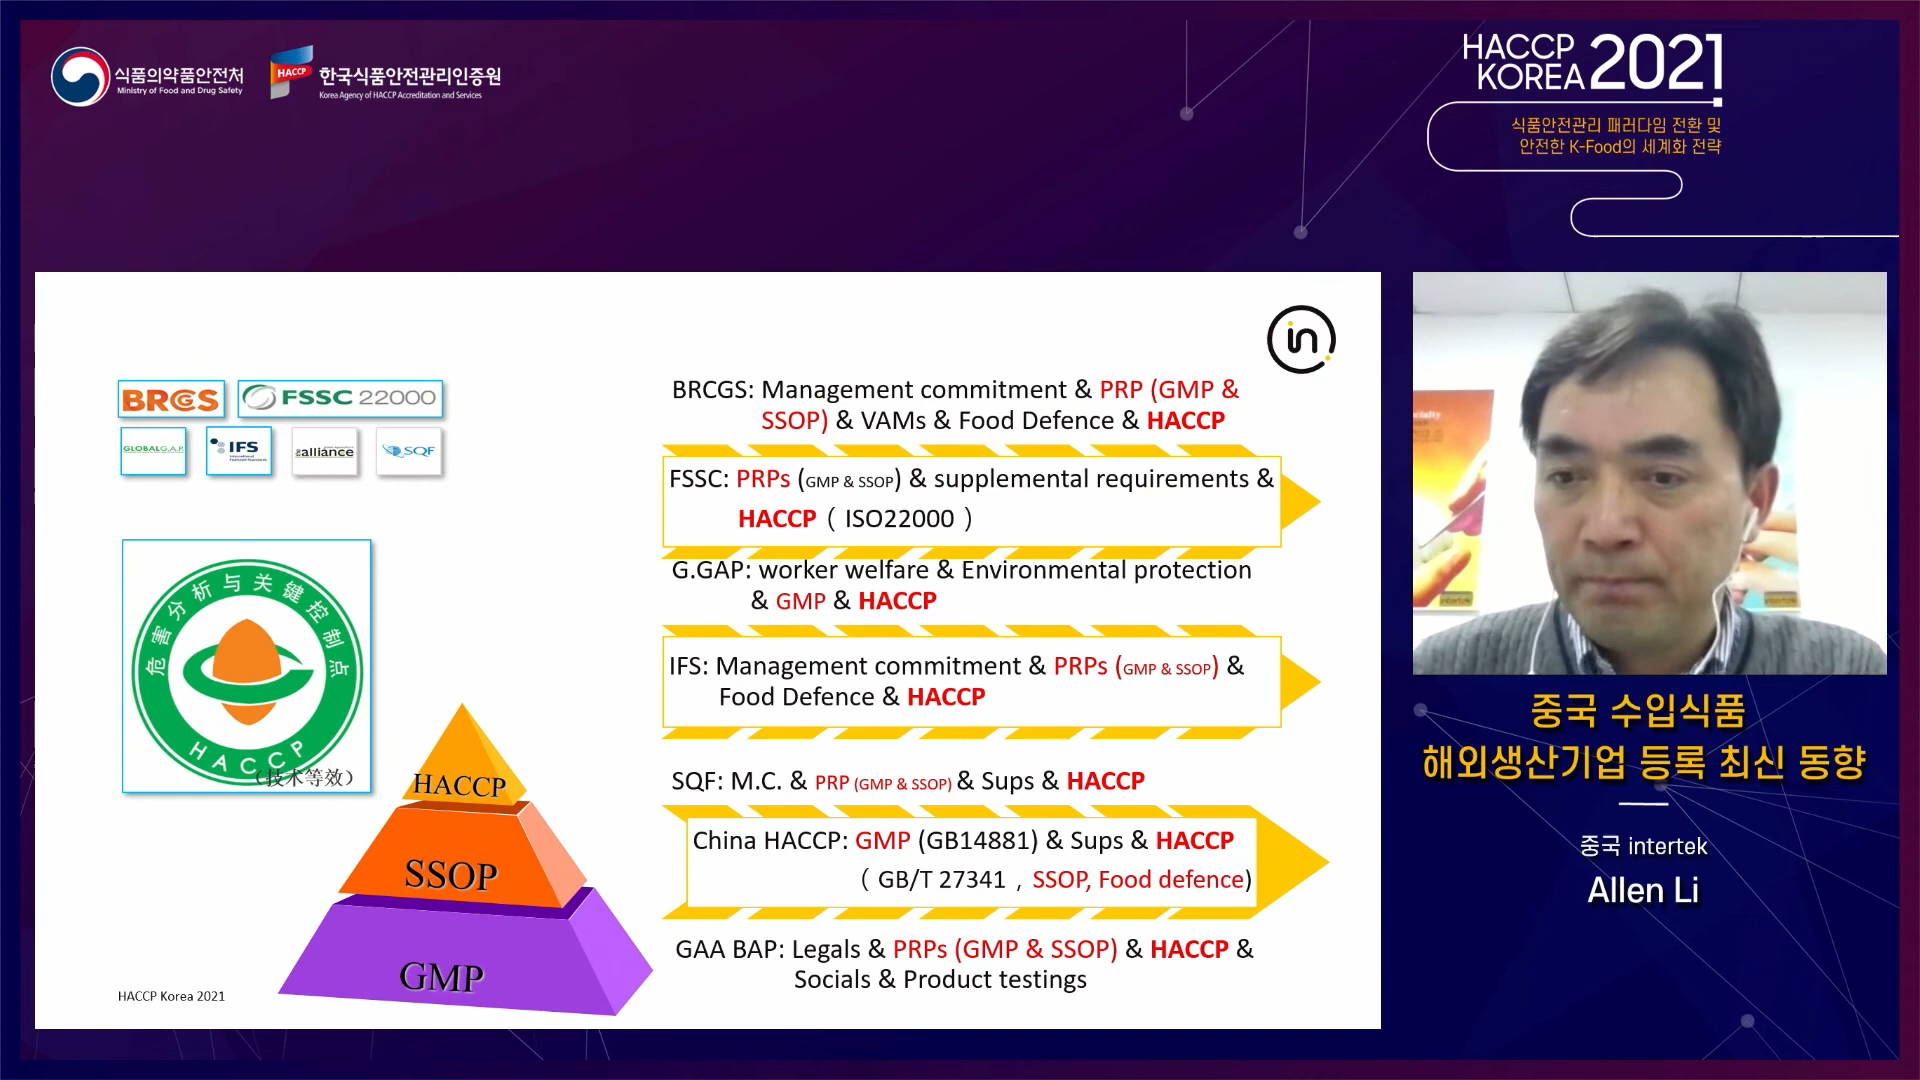 식품의약품안전처
Ministry of Food and Drug Safety
HACCP
한국식품안전관리인증원
Korea Agency of HACCP Accreditation and Services
HACCP
KOREA 2021
식품안전관리 패러다임 전환 및
안전한 K-Food의 세계화 전략
in
BRCGS
FSSC 22000
GLOBALG.A.P.
IFS
alliance
SQF
危害分析与关键控制点
HACCP
（技术等效）
HACCP
SSOP
GMP
HACCP Korea 2021
BRCGS: Management commitment & PRP (GMP &
SSOP) & VAMs & Food Defence & HACCP
FSSC: PRPs (GMP & SSOP) & supplemental requirements &
HACCP（ ISO22000 ）
G.GAP: worker welfare & Environmental protection
& GMP & HACCP
IFS: Management commitment & PRPs (GMP & SSOP) &
Food Defence & HACCP
SQF: M.C. & PRP (GMP & SSOP) & Sups & HACCP
China HACCP: GMP (GB14881) & Sups & HACCP
（ GB/T 27341，SSOP, Food defence)
GAA BAP: Legals & PRPs (GMP & SSOP) & HACCP &
Socials & Product testings
intertek
intertek
중국 수입식품
해외생산기업 등록 최신 동향
중국 intertek
Allen Li